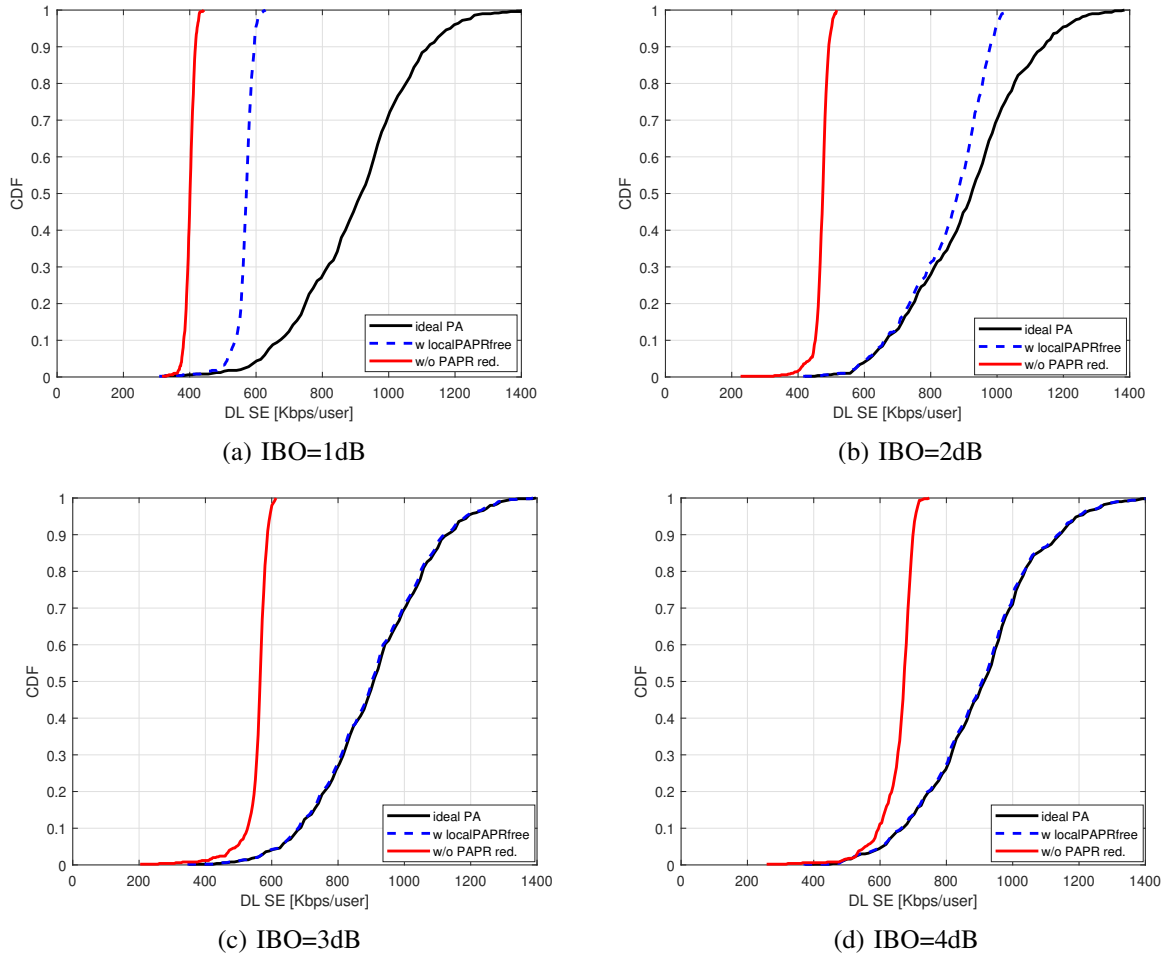 1
0.9
0.8
0.7
0.6
0.5
0.4
0.3
0.2
0.1
0
CDF
0 200 400 600 800 1000 1200 1400
DL SE [Kbps/user]
ideal PA
w localPAPRfree
w/o PAPR red.
(a) IBO=1dB
1
0.9
0.8
0.7
0.6
0.5
0.4
0.3
0.2
0.1
0
CDF
0 200 400 600 800 1000 1200 1400
DL SE [Kbps/user]
ideal PA
w localPAPRfree
w/o PAPR red.
(b) IBO=2dB
1
0.9
0.8
0.7
0.6
0.5
0.4
0.3
0.2
0.1
0
CDF
0 200 400 600 800 1000 1200 1400
DL SE [Kbps/user]
ideal PA
w localPAPRfree
w/o PAPR red.
(c) IBO=3dB
1
0.9
0.8
0.7
0.6
0.5
0.4
0.3
0.2
0.1
0
CDF
0 200 400 600 800 1000 1200 1400
DL SE [Kbps/user]
ideal PA
w localPAPRfree
w/o PAPR red.
(d) IBO=4dB